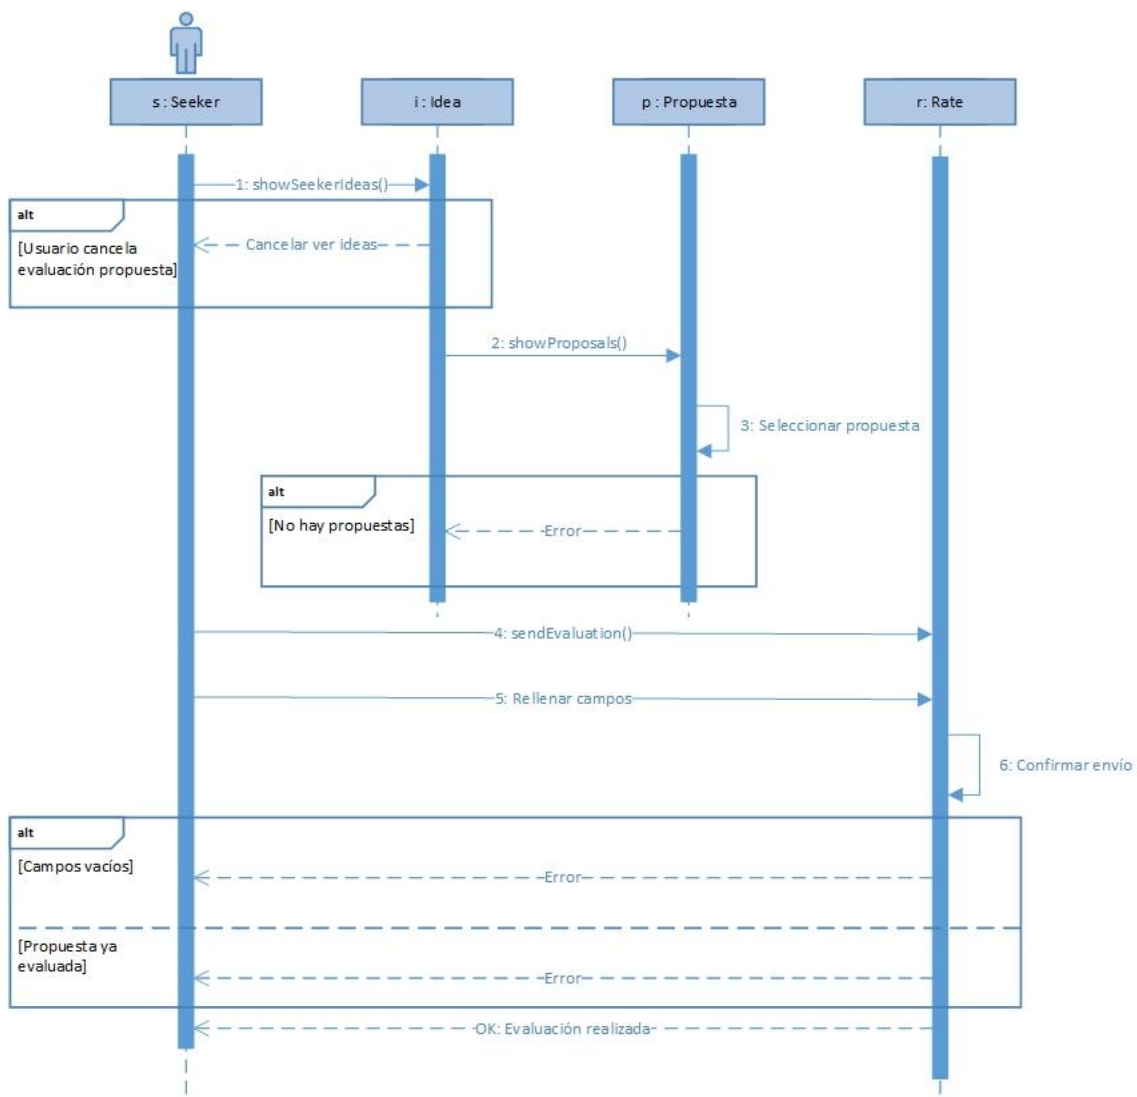 s : Seeker
i : Idea
p : Propuesta
r: Rate
1: showSeekerIdeas()
alt
[Usuario cancela
evaluación propuesta]
Cancelar ver ideas
2: showProposals()
3: Seleccionar propuesta
alt
[No hay propuestas]
Error
4: sendEvaluation()
5: Rellenar campos
6: Confirmar envío
alt
[Campos vacíos]
Error
[Propuesta ya
evaluada]
Error
OK: Evaluación realizada